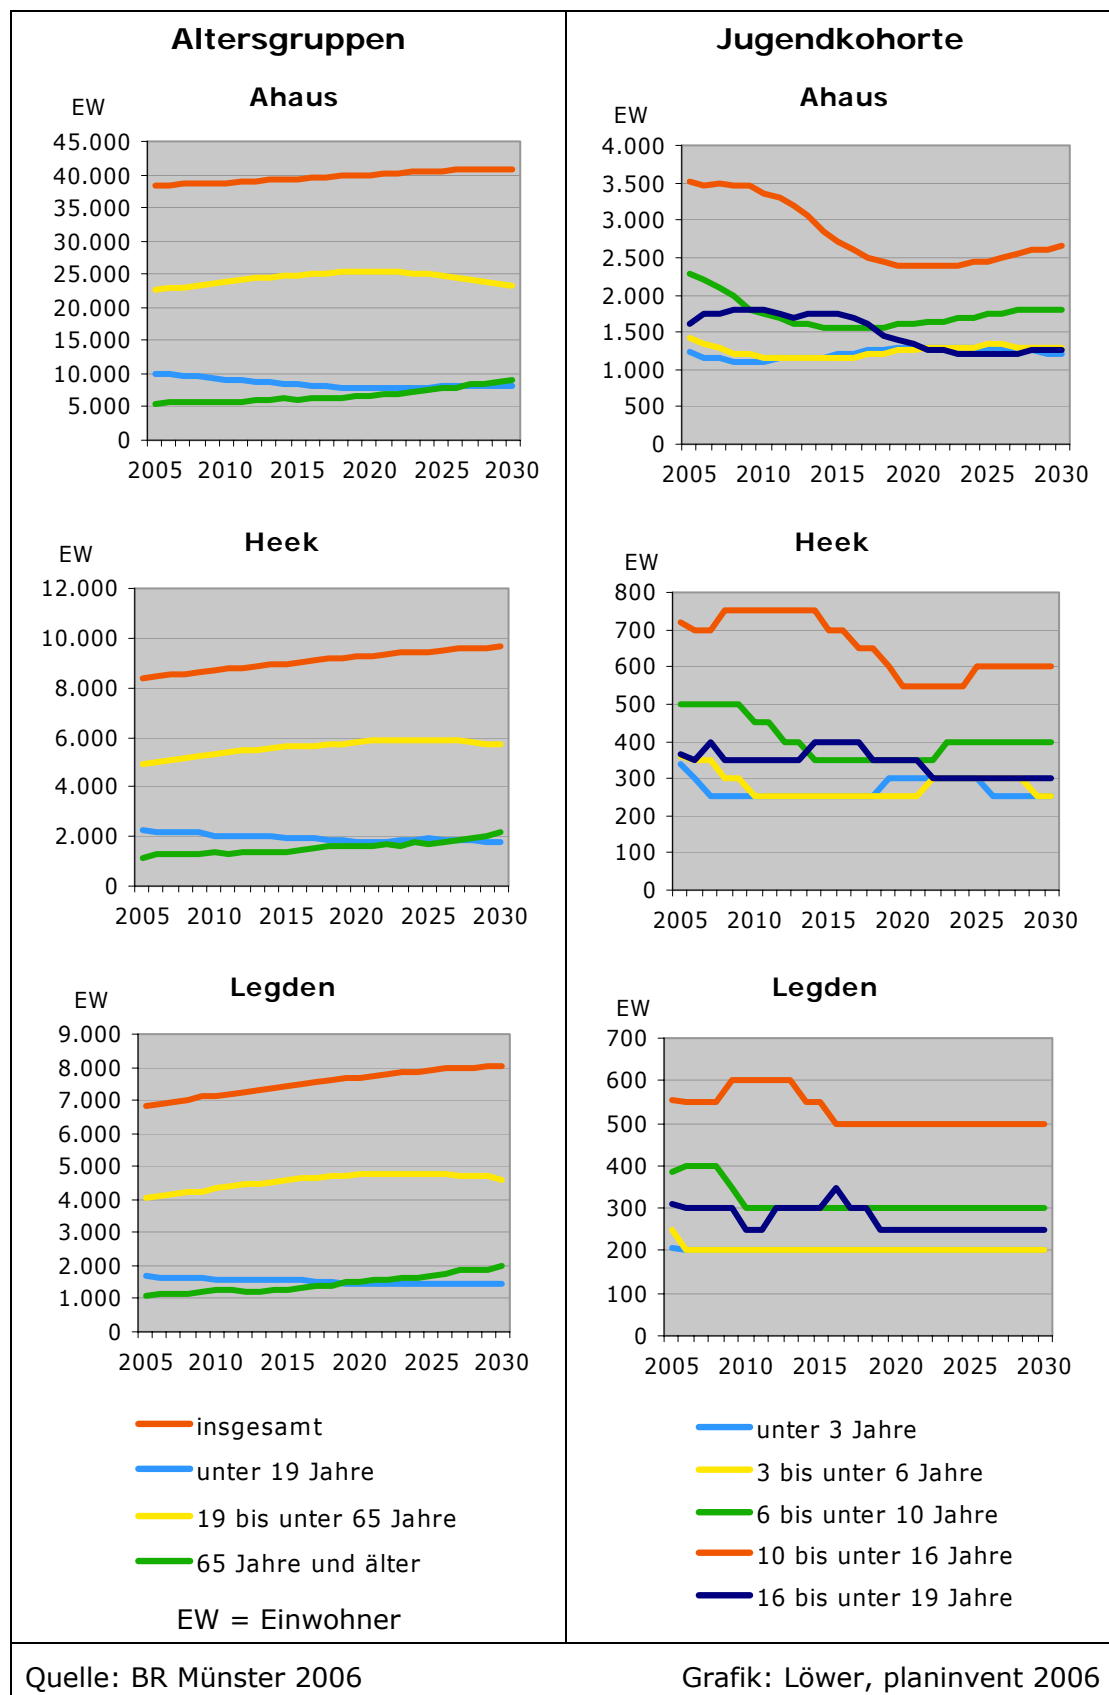 Altersgruppen
Ahaus
EW
45.000
40.000
35.000
30.000
25.000
20.000
15.000
10.000
5.000
0
2005 2010 2015 2020 2025 2030
Heek
EW
12.000
10.000
8.000
6.000
4.000
2.000
0
2005 2010 2015 2020 2025 2030
Legden
EW
9.000
8.000
7.000
6.000
5.000
4.000
3.000
2.000
1.000
0
2005 2010 2015 2020 2025 2030
insgesamt
unter 19 Jahre
19 bis unter 65 Jahre
65 Jahre und älter
EW = Einwohner
Jugendkohorte
Ahaus
EW
4.000
3.500
3.000
2.500
2.000
1.500
1.000
500
0
2005 2010 2015 2020 2025 2030
Heek
EW
800
700
600
500
400
300
200
100
0
2005 2010 2015 2020 2025 2030
Legden
EW
700
600
500
400
300
200
100
0
2005 2010 2015 2020 2025 2030
unter 3 Jahre
3 bis unter 6 Jahre
6 bis unter 10 Jahre
10 bis unter 16 Jahre
16 bis unter 19 Jahre
Quelle: BR Münster 2006 Grafik: Löwer, planinvent 2006